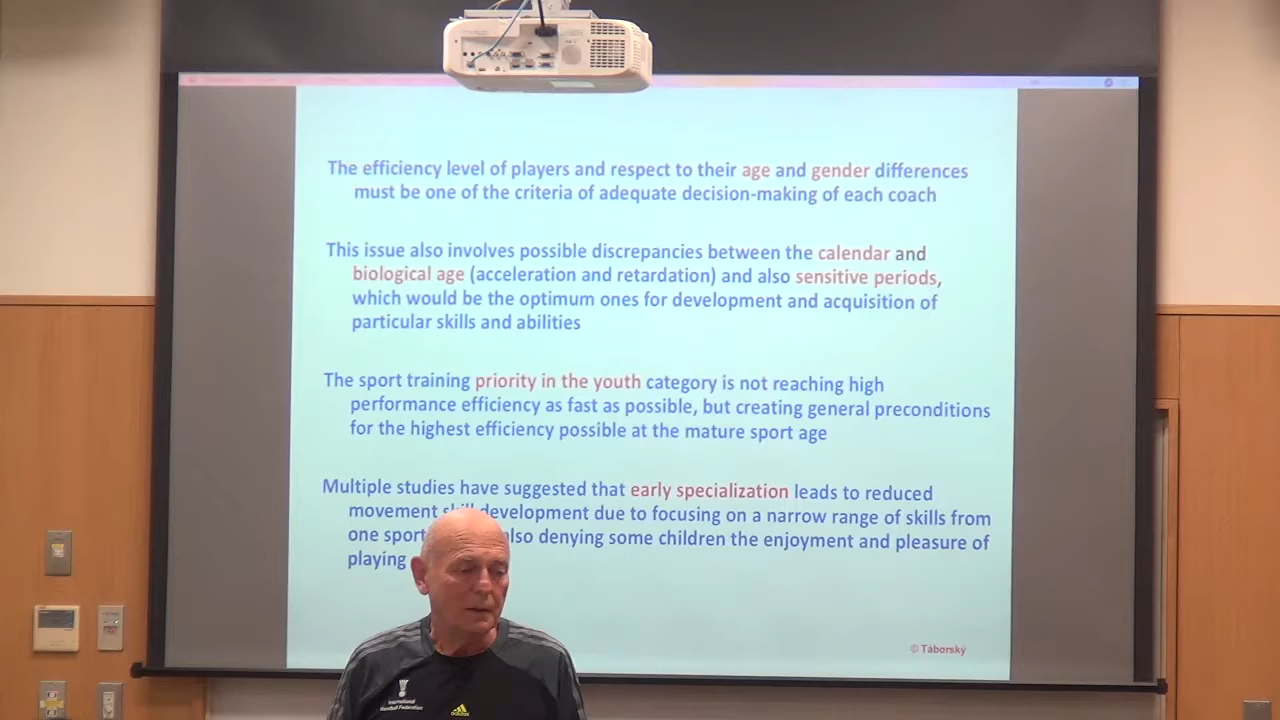 The efficiency level of players and respect to their age and gender differences
must be one of the criteria of adequate decision-making of each coach
This issue also involves possible discrepancies between the calendar and
biological age (acceleration and retardation) and also sensitive periods,
which would be the optimum ones for development and acquisition of
particular skills and abilities
The sport training priority in the youth category is not reaching high
performance efficiency as fast as possible, but creating general preconditions
for the highest efficiency possible at the mature sport age
Multiple studies have suggested that early specialization leads to reduced
movement skill development due to focusing on a narrow range of skills from
one sport also denying some children the enjoyment and pleasure of
playing
© Táborský
International
Handball Federation
adidas